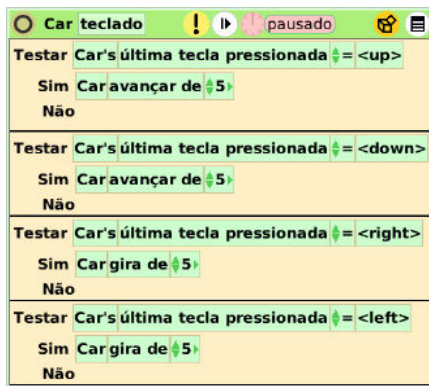 Car teclado ! pausado
Testar Car's última tecla pressionada = <up>
Sim Car avançar de 5
Não
Testar Car's última tecla pressionada = <down>
Sim Car avançar de 5
Não
Testar Car's última tecla pressionada = <right>
Sim Car gira de 5
Não
Testar Car's última tecla pressionada = <left>
Sim Car gira de 5
Não